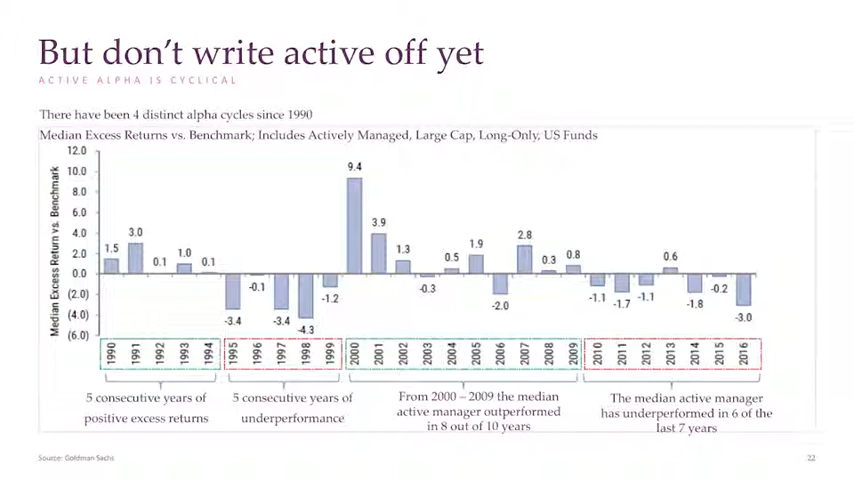 But don't write active off yet
ACTIVE ALPHA IS CYCLICAL
There have been 4 distinct alpha cycles since 1990
Median Excess Returns vs. Benchmark; Includes Actively Managed, Large Cap, Long-Only, US Funds
Median Excess Return vs. Benchmark
12.0
10.0
8.0
6.0
4.0
2.0
0.0
(2.0)
(4.0)
(6.0)
1.5 3.0 0.1 1.0 0.1 -3.4 -0.1 -3.4 -4.3 -1.2 9.4 3.9 1.3 -0.3 0.5 1.9 -2.0 2.8 0.3 0.8 -1.1 -1.7 -1.1 0.6 -1.8 -0.2 -3.0
1990 1991 1992 1993 1994 1995 1996 1997 1998 1999 2000 2001 2002 2003 2004 2005 2006 2007 2008 2009 2010 2011 2012 2013 2014 2015 2016
5 consecutive years of
positive excess returns
5 consecutive years of
underperformance
From 2000 – 2009 the median
active manager outperformed
in 8 out of 10 years
The median active manager
has underperformed in 6 of the
last 7 years
Source: Goldman Sachs
22